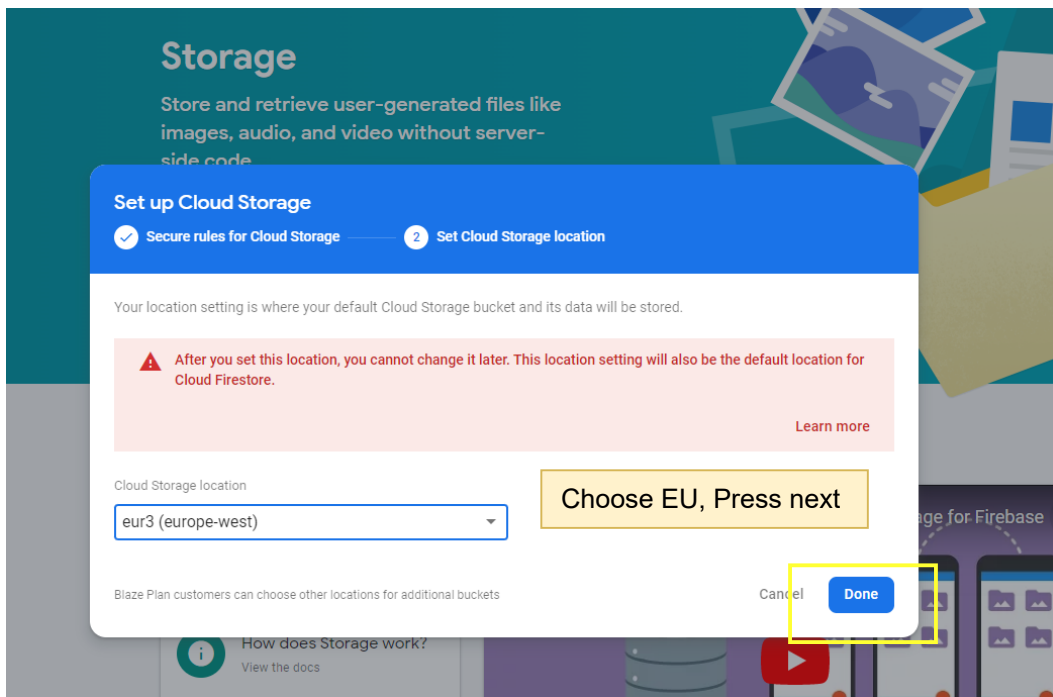 Storage
Store and retrieve user-generated files like
images, audio, and video without server-
side code
Set up Cloud Storage
Secure rules for Cloud Storage
2 Set Cloud Storage location
Your location setting is where your default Cloud Storage bucket and its data will be stored.
After you set this location, you cannot change it later. This location setting will also be the default location for
Cloud Firestore.
Learn more
Cloud Storage location
eur3 (europe-west)
Choose EU, Press next
age for Firebase
Blaze Plan customers can choose other locations for additional buckets
Cancel
Done
How does Storage work?
View the docs